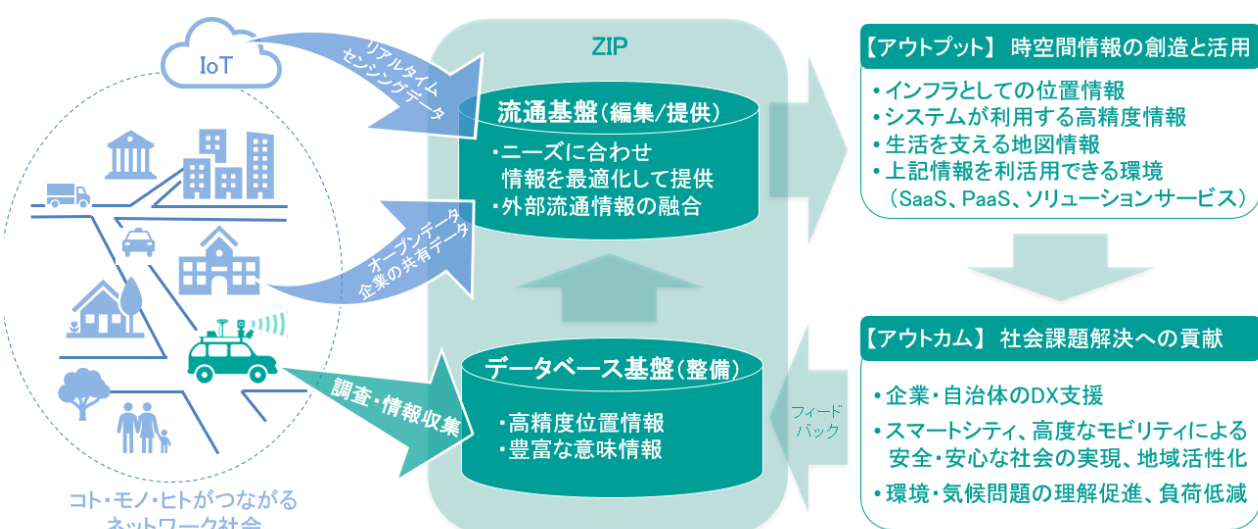 IoT
リアルタイム
センシングデータ
オープンデータ
企業の共有データ
調査・情報収集
コト・モノ・ヒトがつながる
ネットワーク社会
ZIP
流通基盤(編集/提供)
・ニーズに合わせ
情報を最適化して提供
・外部流通情報の融合
データベース基盤(整備)
・高精度位置情報
・豊富な意味情報
【アウトプット】 時空間情報の創造と活用
・インフラとしての位置情報
・システムが利用する高精度情報
・生活を支える地図情報
・上記情報を利活用できる環境
(SaaS、PaaS、ソリューションサービス)
【アウトカム】 社会課題解決への貢献
・企業・自治体のDX支援
・スマートシティ、高度なモビリティによる
安全・安心な社会の実現、地域活性化
・環境・気候問題の理解促進、負荷低減
フィード
バック